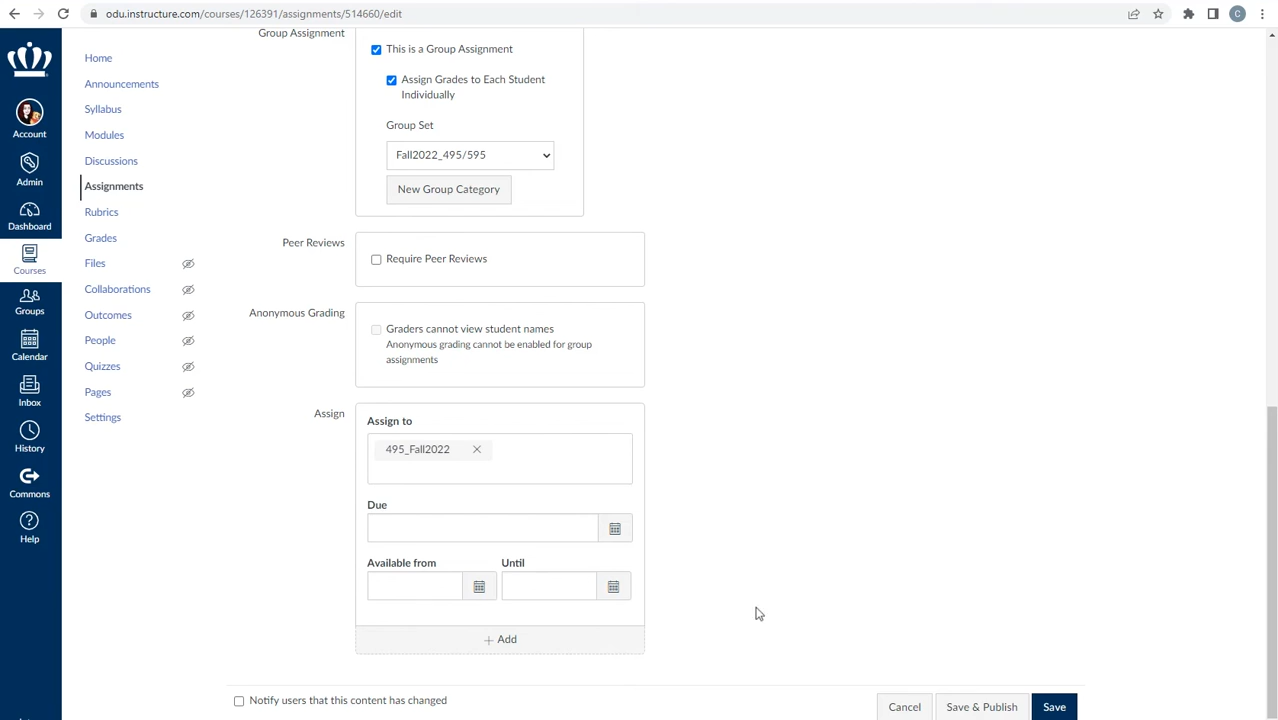 odu.instructure.com/courses/126391/assignments/514660/edit
C
Account
Admin
Dashboard
Courses
Groups
Calendar
Inbox
History
Commons
Help
Home
Announcements
Syllabus
Modules
Discussions
Assignments
Rubrics
Grades
Files
Collaborations
Outcomes
People
Quizzes
Pages
Settings
Group Assignment
This is a Group Assignment
Assign Grades to Each Student
Individually
Group Set
Fall2022_495/595
New Group Category
Peer Reviews
Require Peer Reviews
Anonymous Grading
Graders cannot view student names
Anonymous grading cannot be enabled for group
assignments
Assign
Assign to
495_Fall2022
Due
Available from
Until
Add
Notify users that this content has changed
Cancel
Save & Publish
Save